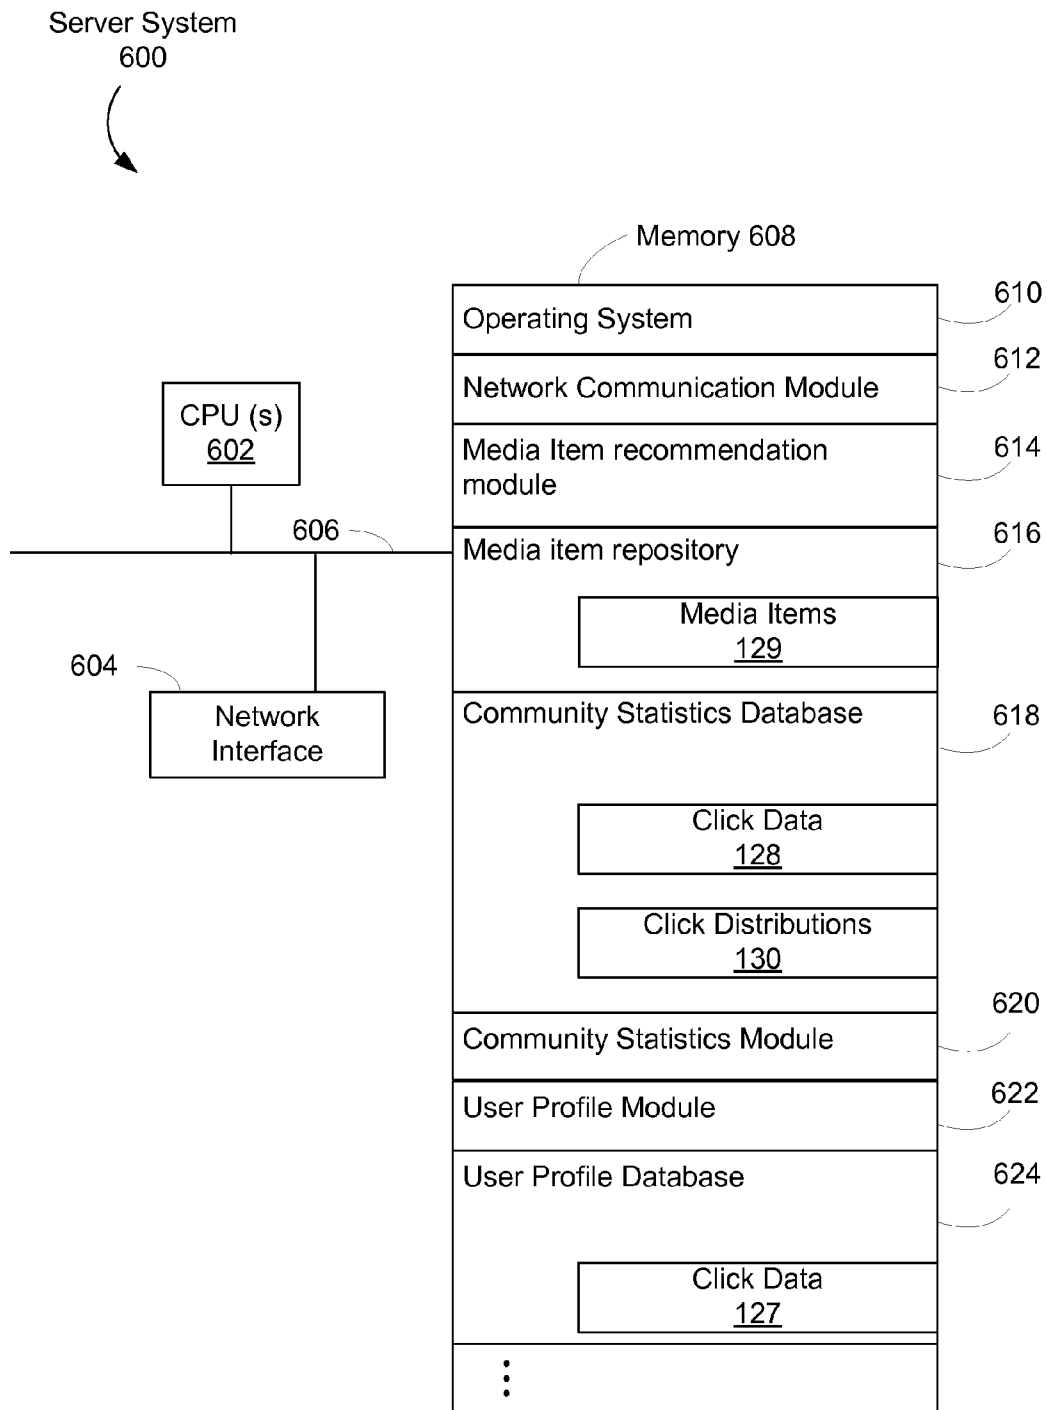 Server System
600
Memory 608
610
Operating System
612
Network Communication Module
CPU (s)
602
614
Media Item recommendation
module
606
616
Media item repository
Media Items
129
604
Network
Interface
618
Community Statistics Database
Click Data
128
Click Distributions
130
620
Community Statistics Module
622
User Profile Module
624
User Profile Database
Click Data
127